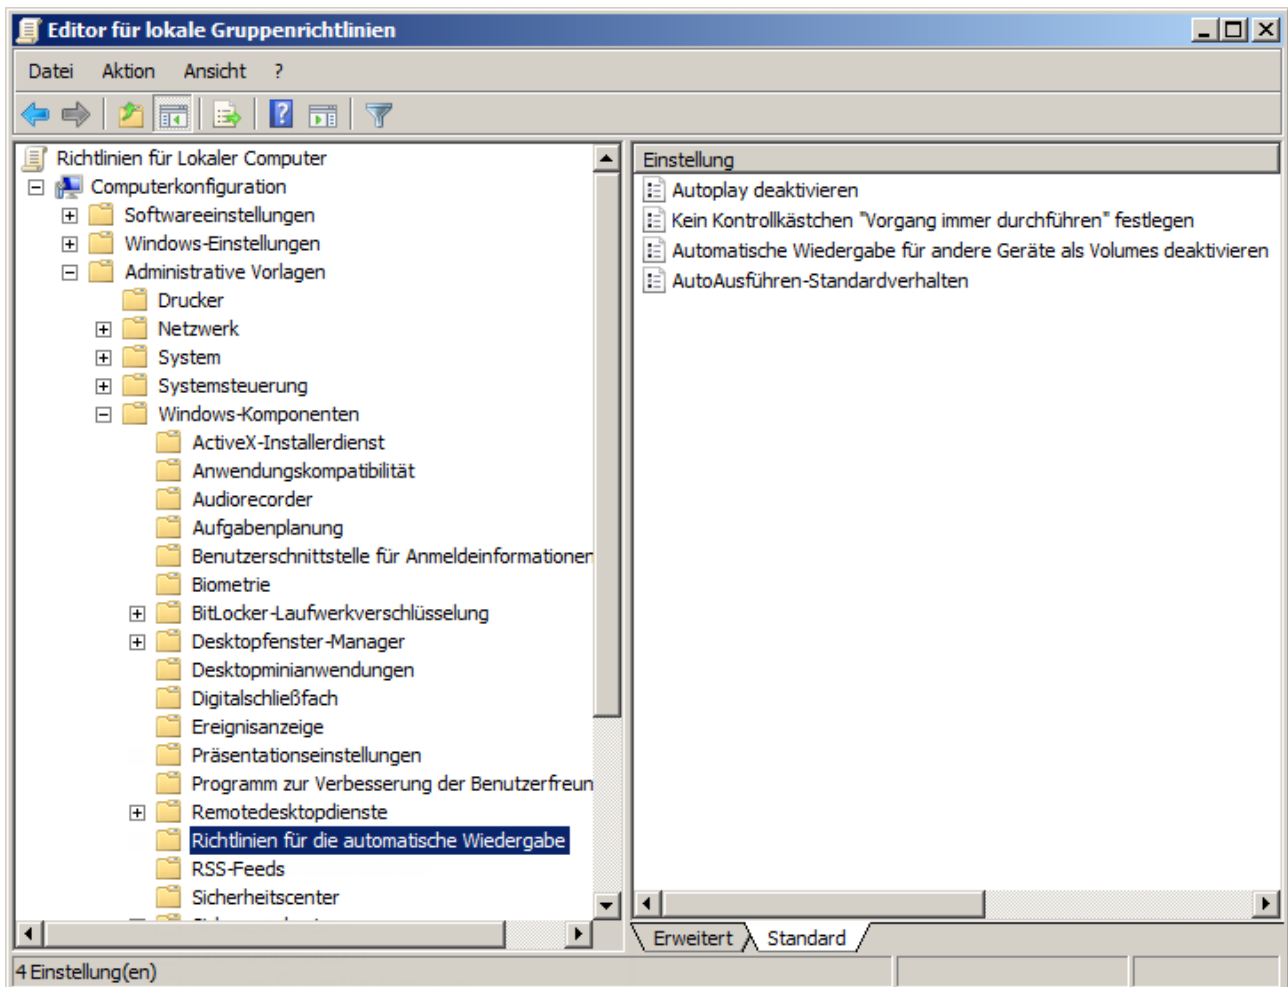 Editor für lokale Gruppenrichtlinien
Datei Aktion Ansicht ?
Richtlinien für Lokaler Computer
Computerkonfiguration
Softwareeinstellungen
Windows-Einstellungen
Administrative Vorlagen
Drucker
Netzwerk
System
Systemsteuerung
Windows-Komponenten
ActiveX-Installerdienst
Anwendungskompatibilität
Audiorecorder
Aufgabenplanung
Benutzerschnittstelle für Anmeldeinformationen
Biometrie
BitLocker-Laufwerkverschlüsselung
Desktopfenster-Manager
Desktopminianwendungen
Digitalschließfach
Ereignisanzeige
Präsentationseinstellungen
Programm zur Verbesserung der Benutzerfreun
Remotedesktopdienste
Richtlinien für die automatische Wiedergabe
RSS-Feeds
Sicherheitscenter
Einstellung
Autoplay deaktivieren
Kein Kontrollkästchen "Vorgang immer durchführen" festlegen
Automatische Wiedergabe für andere Geräte als Volumes deaktivieren
AutoAusführen-Standardverhalten
Erweitert Standard
4 Einstellung(en)